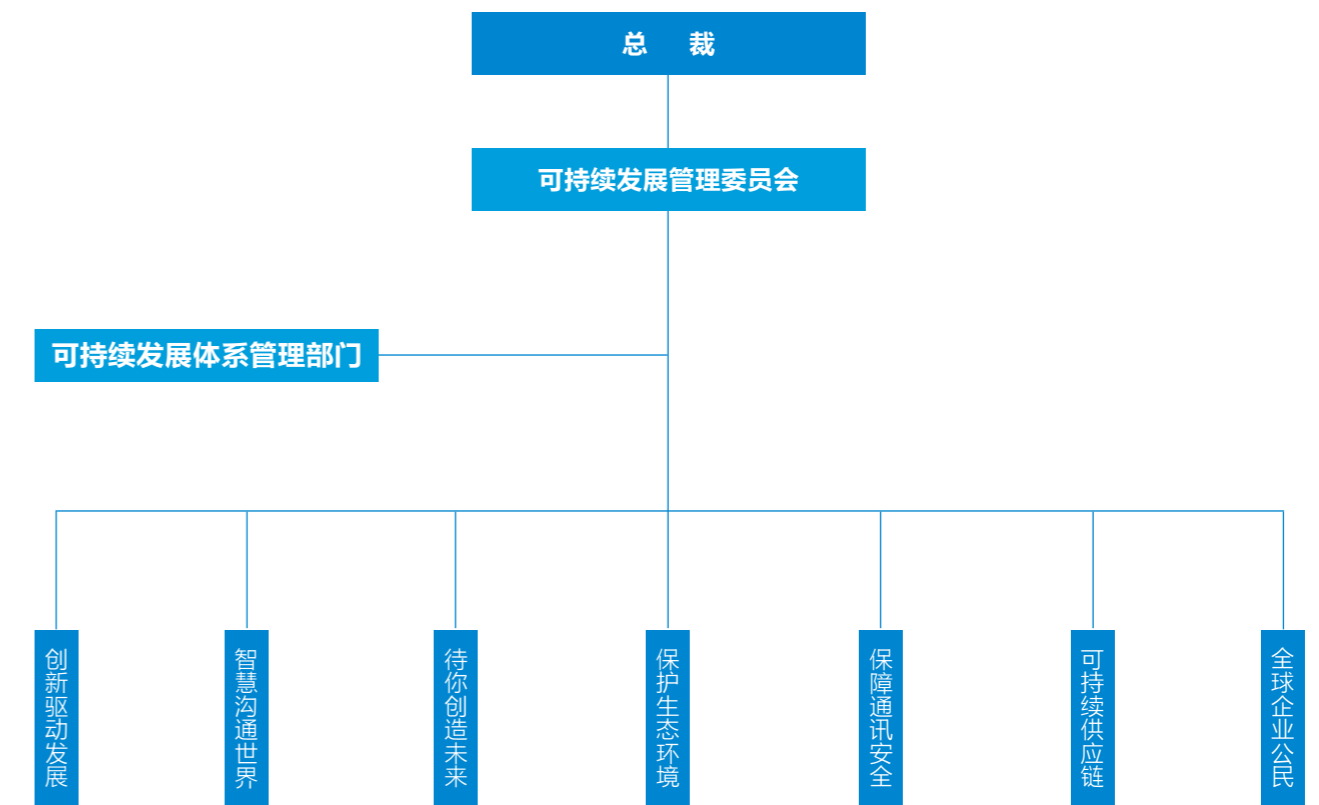 总 裁
可持续发展管理委员会
可持续发展体系管理部门
创新驱动发展
智慧沟通世界
待你创造未来
保护生态环境
保障通讯安全
可持续供应链
全球企业公民